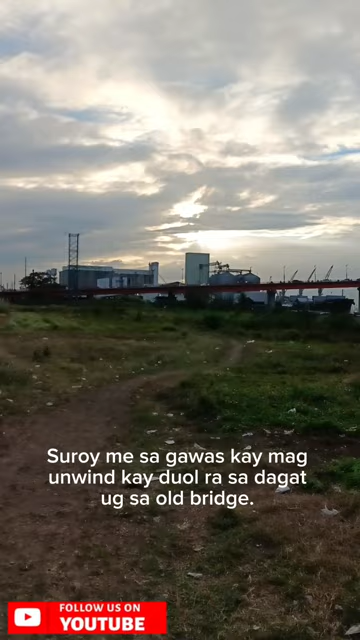 Suroy me sa gawas kay mag
unwind kay duol ra sa dagat
ug sa old bridge.
FOLLOW US ON
YOUTUBE